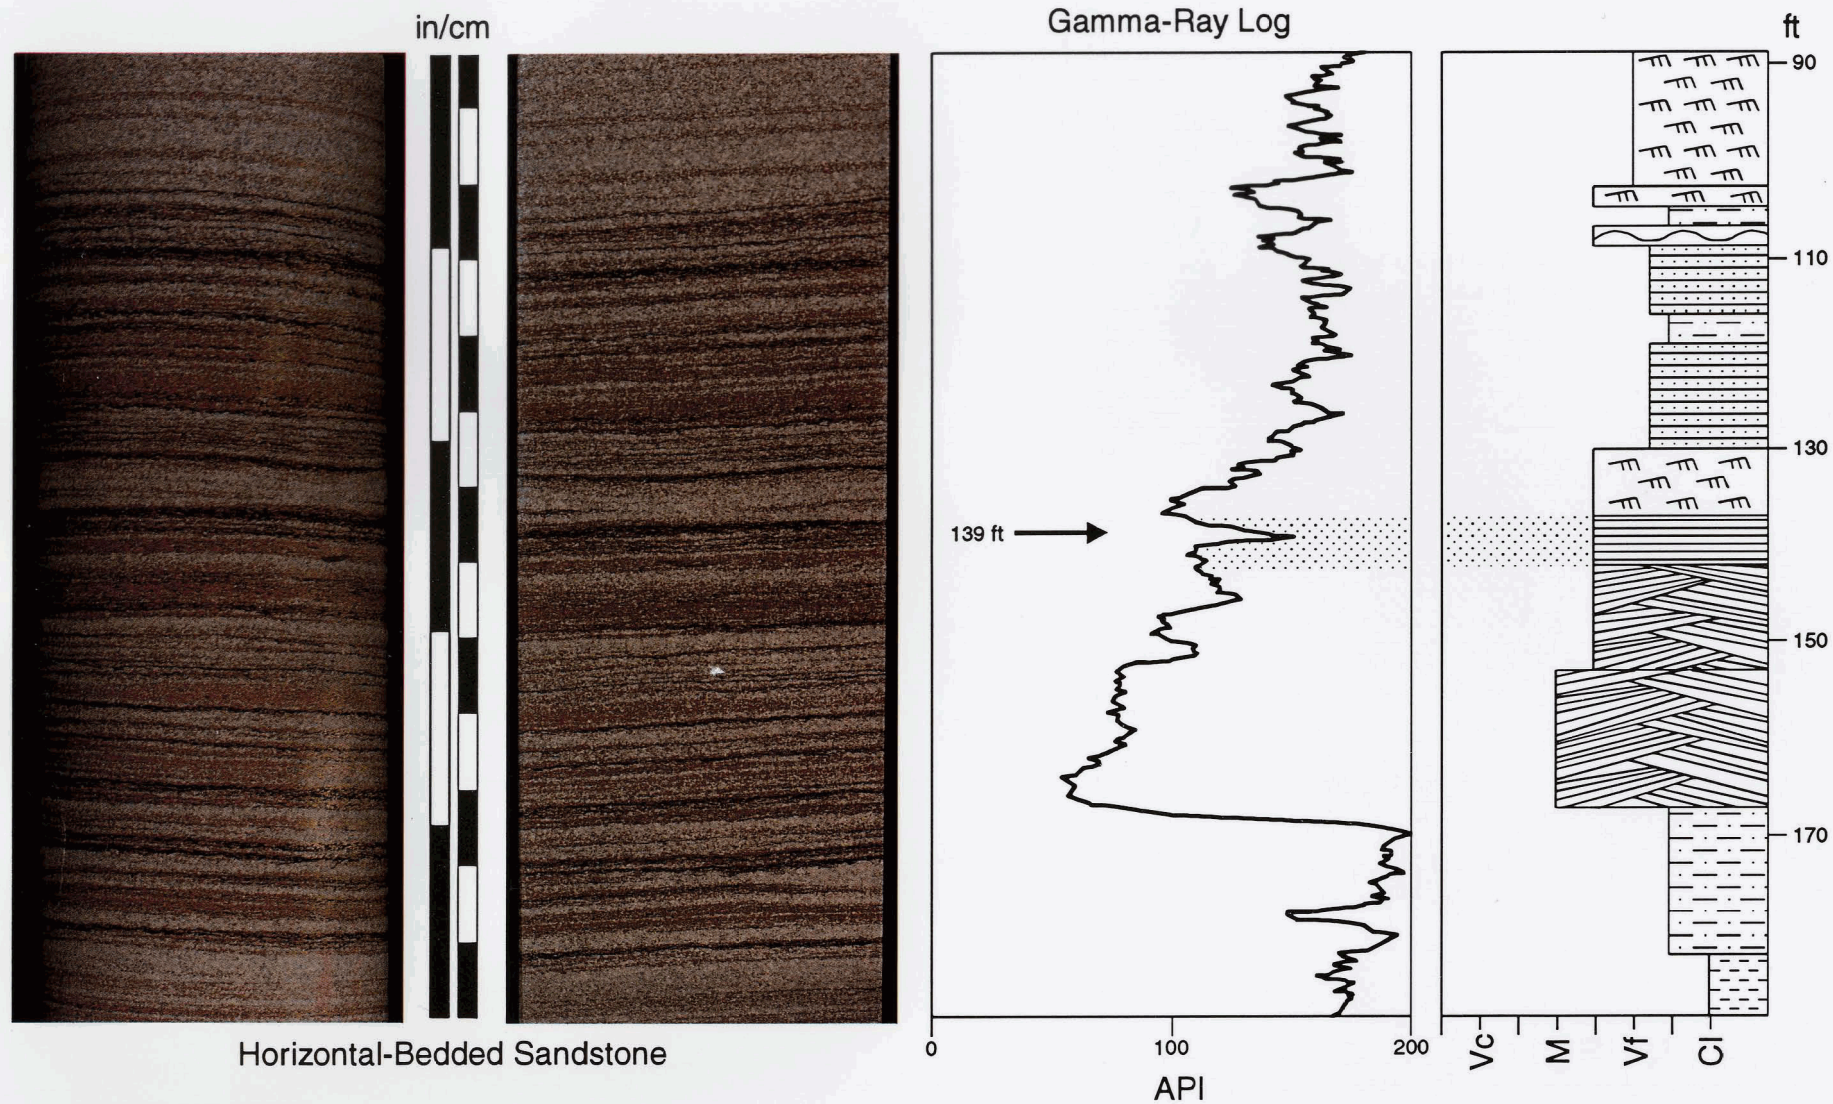 in/cm
Gamma-Ray Log
ft
90
110
130
139 ft
150
170
0
100
200
Vc
M
Vf
Cl
API
Horizontal-Bedded Sandstone